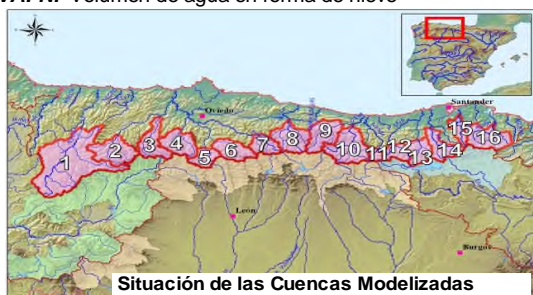 VAFN: Volumen de agua en forma de nieve
Oviedo
Santander
1
2
3
4
5
6
7
8
9
10
11
12
13
14
15
16
León
Burgos
Situación de las Cuencas Modelizadas